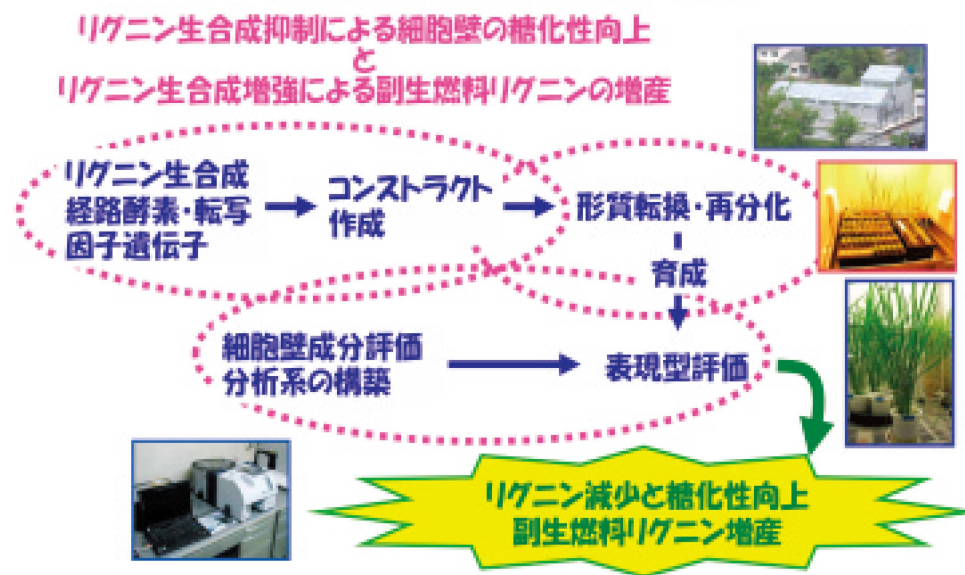 リグニン生合成抑制による細胞壁の糖化性向上
と
リグニン生合成増強による副生燃料リグニンの増産
リグニン生合成
経路酵素・転写
因子遺伝子
コンストラクト
作成
形質転換・再分化
育成
細胞壁成分評価
分析系の構築
表現型評価
リグニン減少と糖化性向上
副生燃料リグニン増産